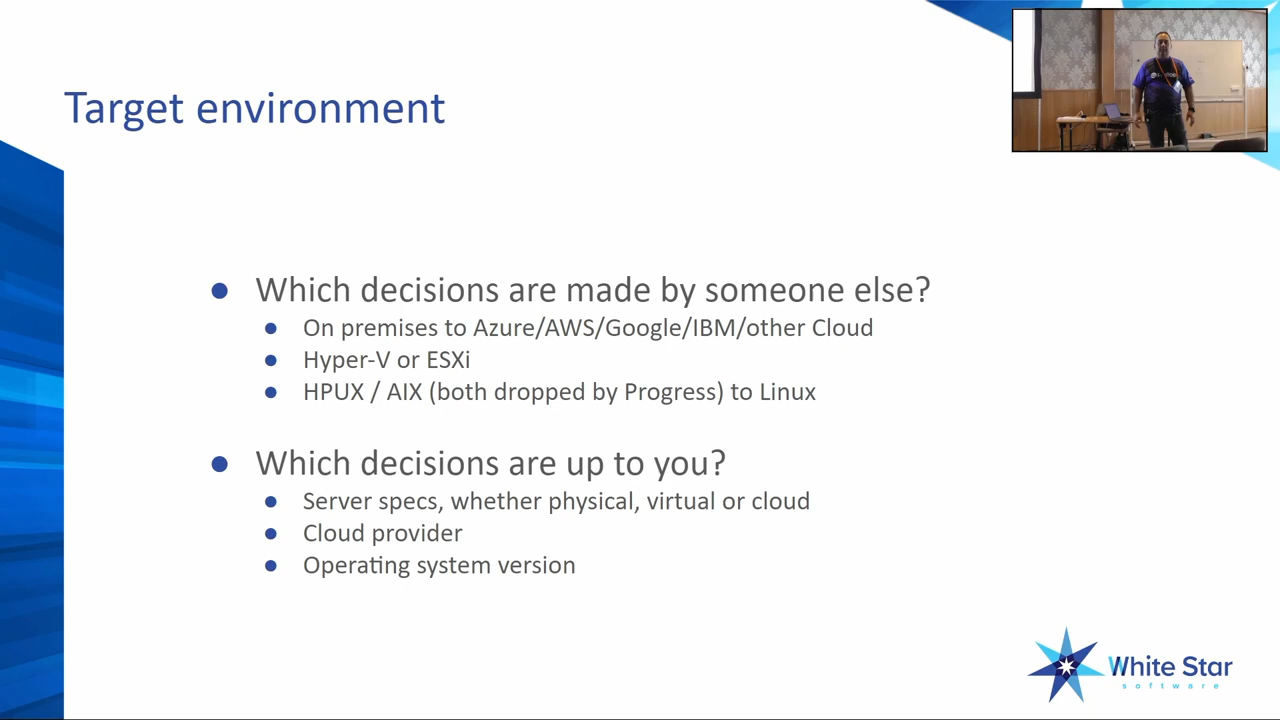 Target environment
Which decisions are made by someone else?
On premises to Azure/AWS/Google/IBM/other Cloud
Hyper-V or ESXi
HPUX / AIX (both dropped by Progress) to Linux
Which decisions are up to you?
Server specs, whether physical, virtual or cloud
Cloud provider
Operating system version
White Star
software